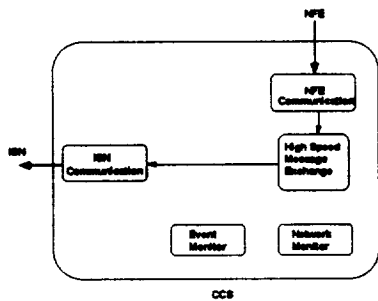 NFE
NFE
Communication
High Speed
Message
Exchange
ISN
ISN
Communication
Event
Monitor
Network
Monitor
CCS